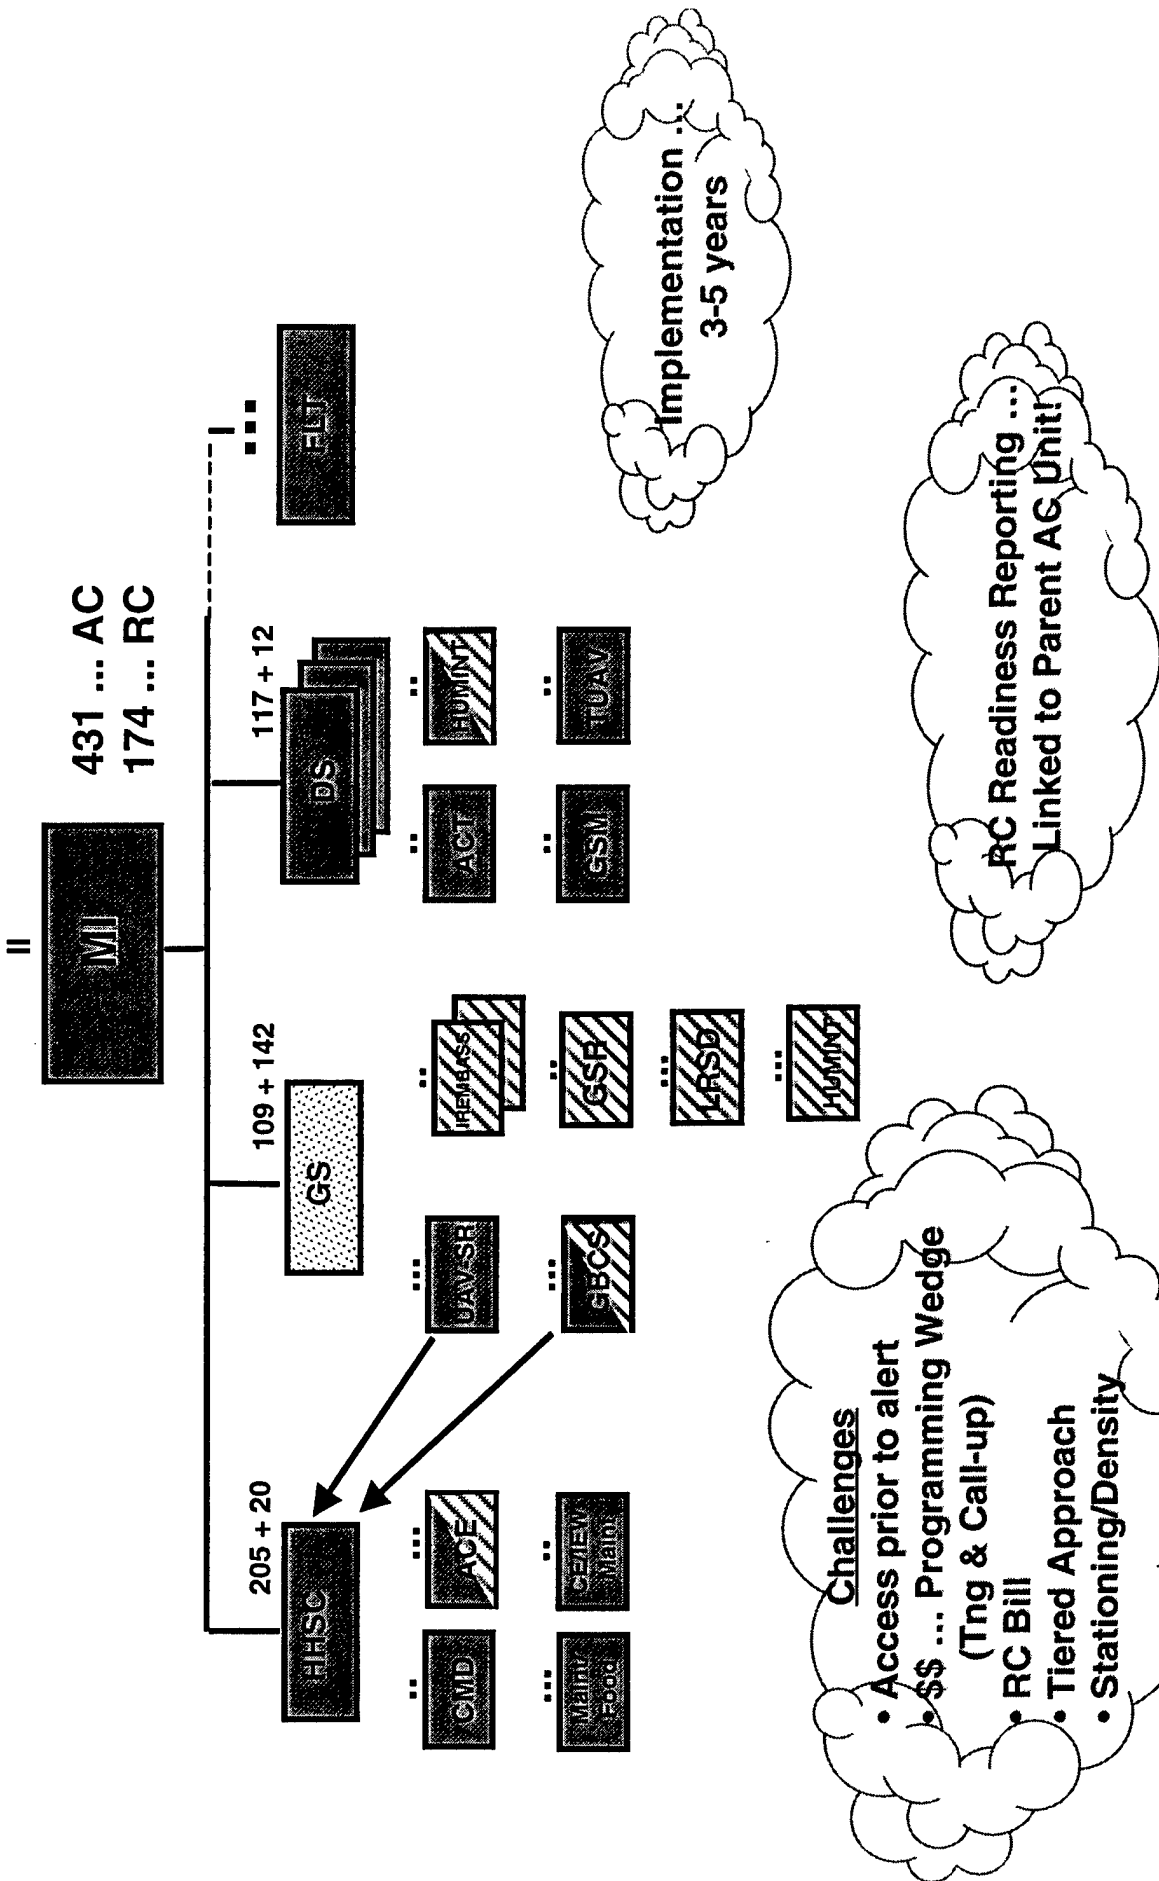 II
MI
431 ... AC
174 ... RC
205 + 20
HHSC
109 + 142
GS
117 + 12
DS
I
FLT
CMD
ACE
Maint/
Food
CE/IEW
Maint
UAV-SR
GBCS
IREMBASS
GSR
LRSD
HUMINT
ACT
HUMINT
GSM
TUAV
Challenges
• Access prior to alert
• $$ ... Programming Wedge
(Tng & Call-up)
• RC Bill
• Tiered Approach
• Stationing/Density
RC Readiness Reporting ...
Linked to Parent AC Unit!
Implementation ...
3-5 years